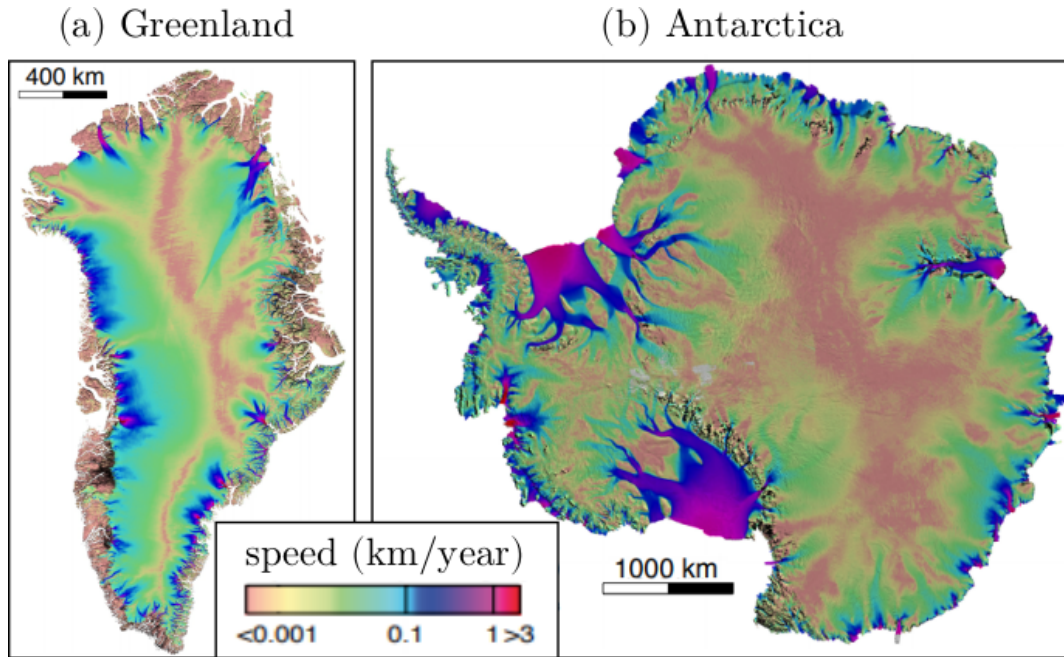 (a) Greenland
(b) Antarctica
400 km
speed (km/year)
<0.001
0.1
1 >3
1000 km